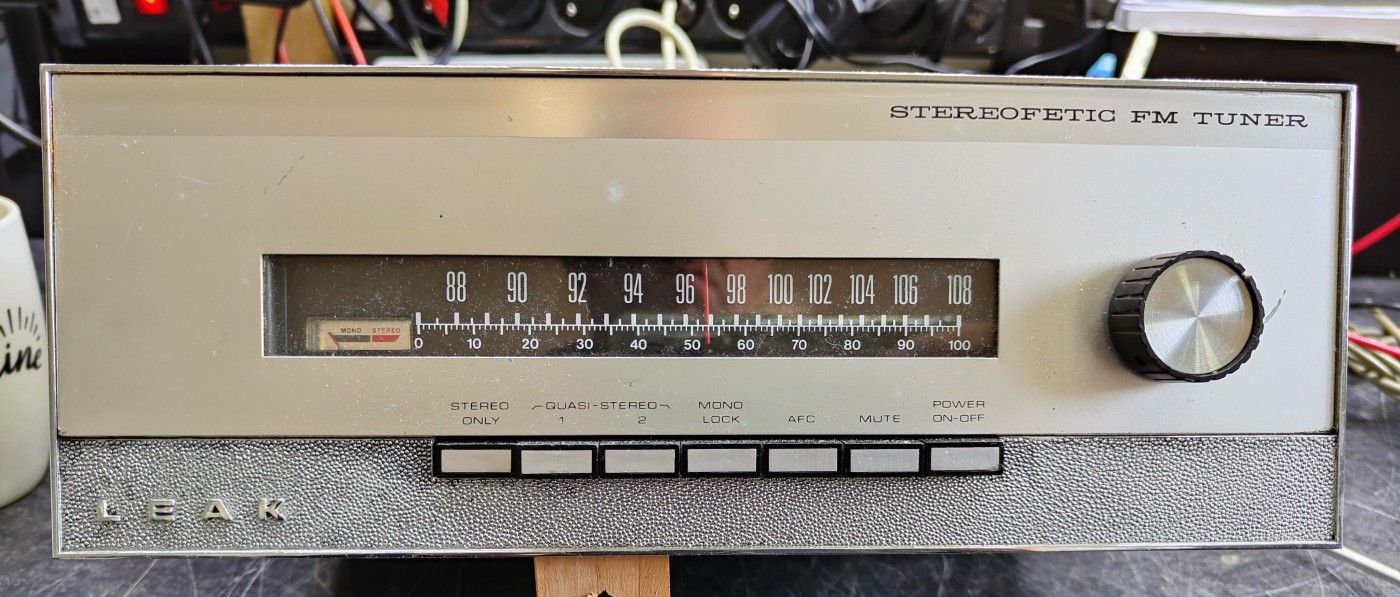 STEREOFETIC FM TUNER
88 90 92 94 96 98 100 102 104 106 108
MONO STEREO
0 10 20 30 40 50 60 70 80 90 100
STEREO ONLY
QUASI-STEREO
1 2
MONO LOCK
AFC
MUTE
POWER ON-OFF
LEAK